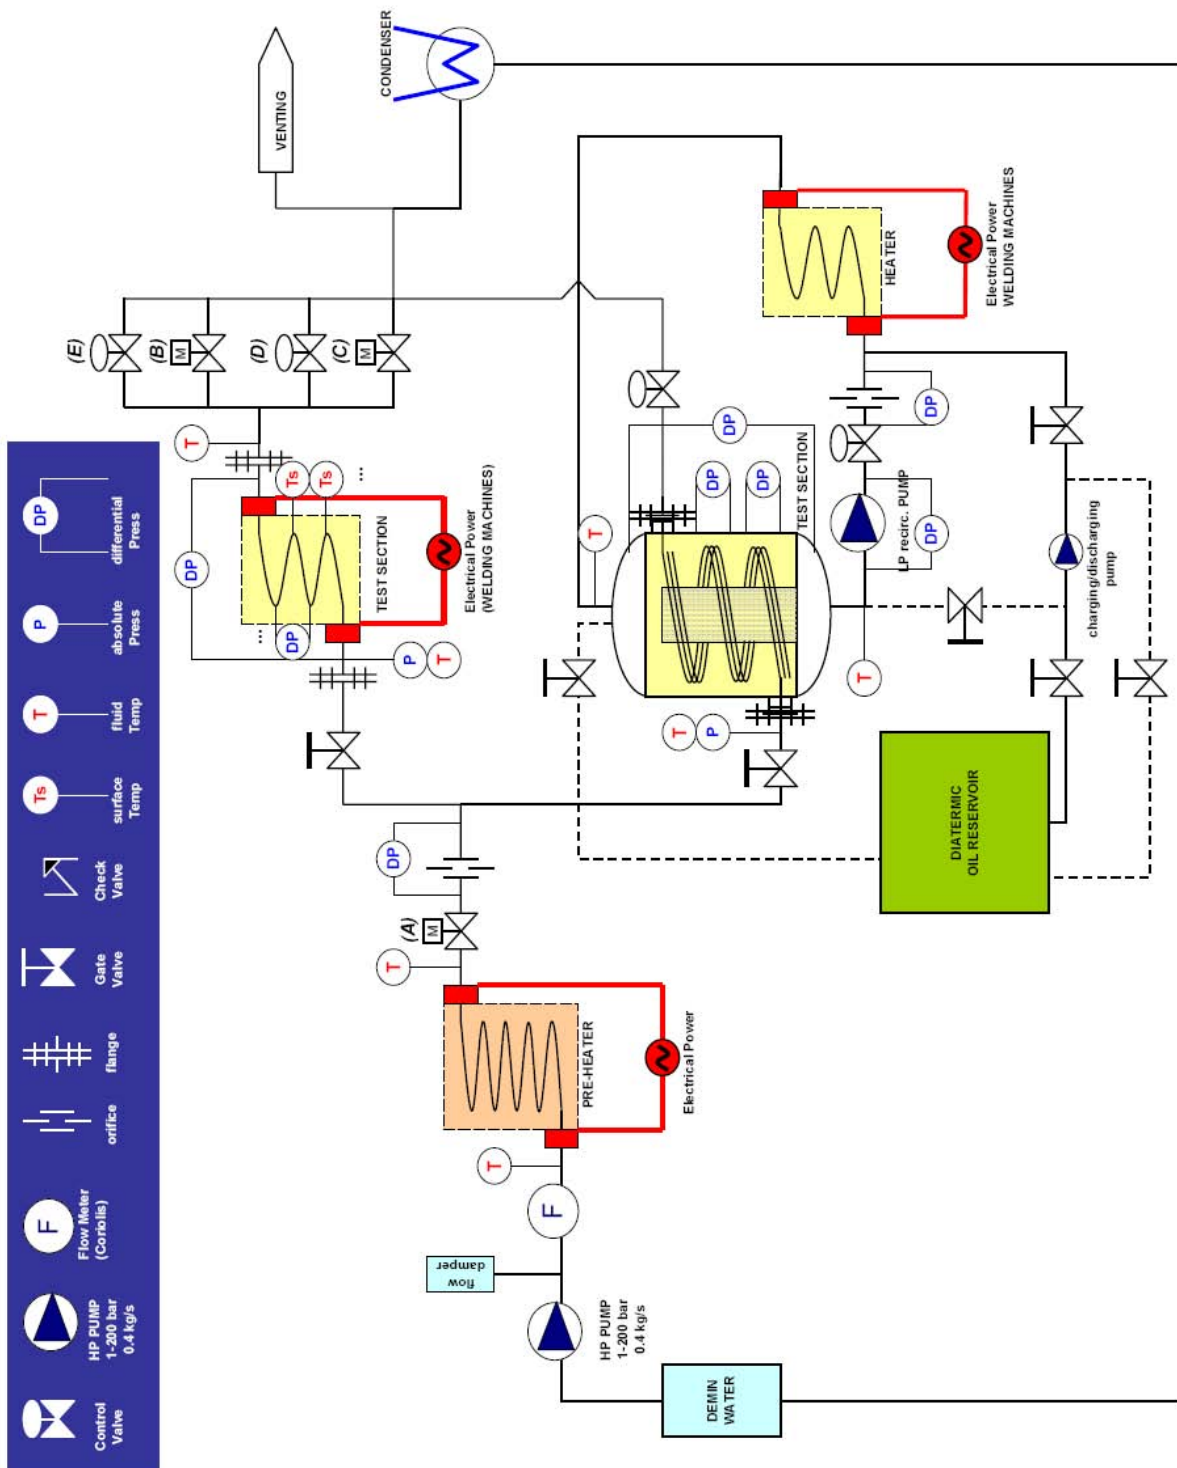 Control
Valve
HP PUMP
1-200 bar
0.4 kg/s
F
Flow Meter
(Coriolis)
orifice
flange
Gate
Valve
Check
Valve
Ts
surface
Temp
T
fluid
Temp
P
absolute
Press
DP
differential
Press
DEMIN
WATER
HP PUMP
1-200 bar
0.4 kg/s
flow
damper
F
T
PRE-HEATER
Electrical Power
T
(A)
M
DP
P
T
DP
...
DP
Ts
Ts
...
TEST SECTION
Electrical Power
(WELDING MACHINES)
T
(E)
(B)
M
(D)
(C)
M
VENTING
CONDENSER
T
P
T
DP
DP
DP
TEST SECTION
T
LP recirc. PUMP
DP
DP
HEATER
Electrical Power
WELDING MACHINES
charging/discharging
pump
DIATERMIC
OIL RESERVOIR